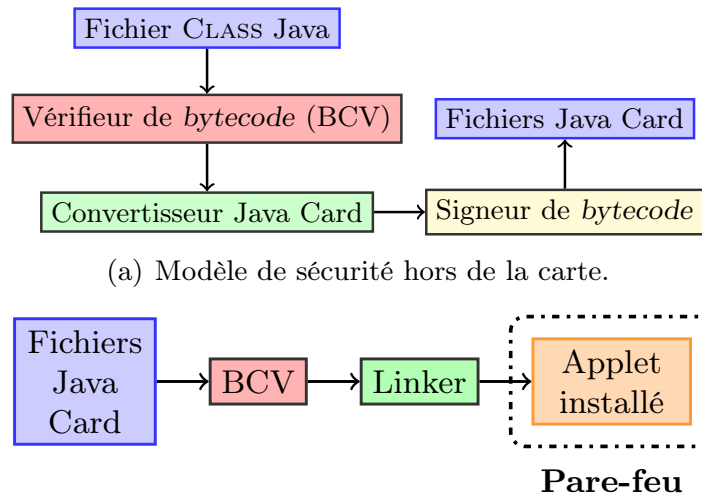 Fichier CLASS Java
Vérifieur de bytecode (BCV)
Fichiers Java Card
Convertisseur Java Card
Signeur de bytecode
(a) Modèle de sécurité hors de la carte.
Fichiers
Java
Card
BCV
Linker
Applet
installé
Pare-feu